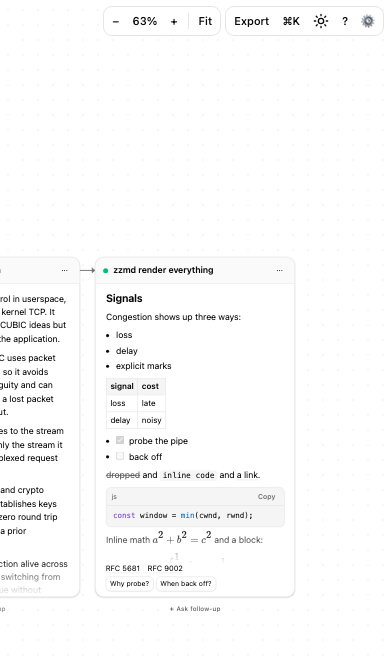 − 63% + Fit
Export ⌘K ?
...
rol in userspace,
kernel TCP. It
CUBIC ideas but
the application.
C uses packet
so it avoids
guity and can
a lost packet
ut.
es to the stream
nly the stream it
plexed request
and crypto
tablishes keys
zero round trip
a prior
ction alive across
switching from
ue without
up
zzmd render everything ...
Signals
Congestion shows up three ways:
• loss
• delay
• explicit marks
signal cost
loss late
delay noisy
• probe the pipe
• back off
dropped and inline code and a link.
js Copy
const window = min(cwnd, rwnd);
Inline math a² + b² = c² and a block:
RFC 5681 RFC 9002
Why probe? When back off?
+ Ask follow-up